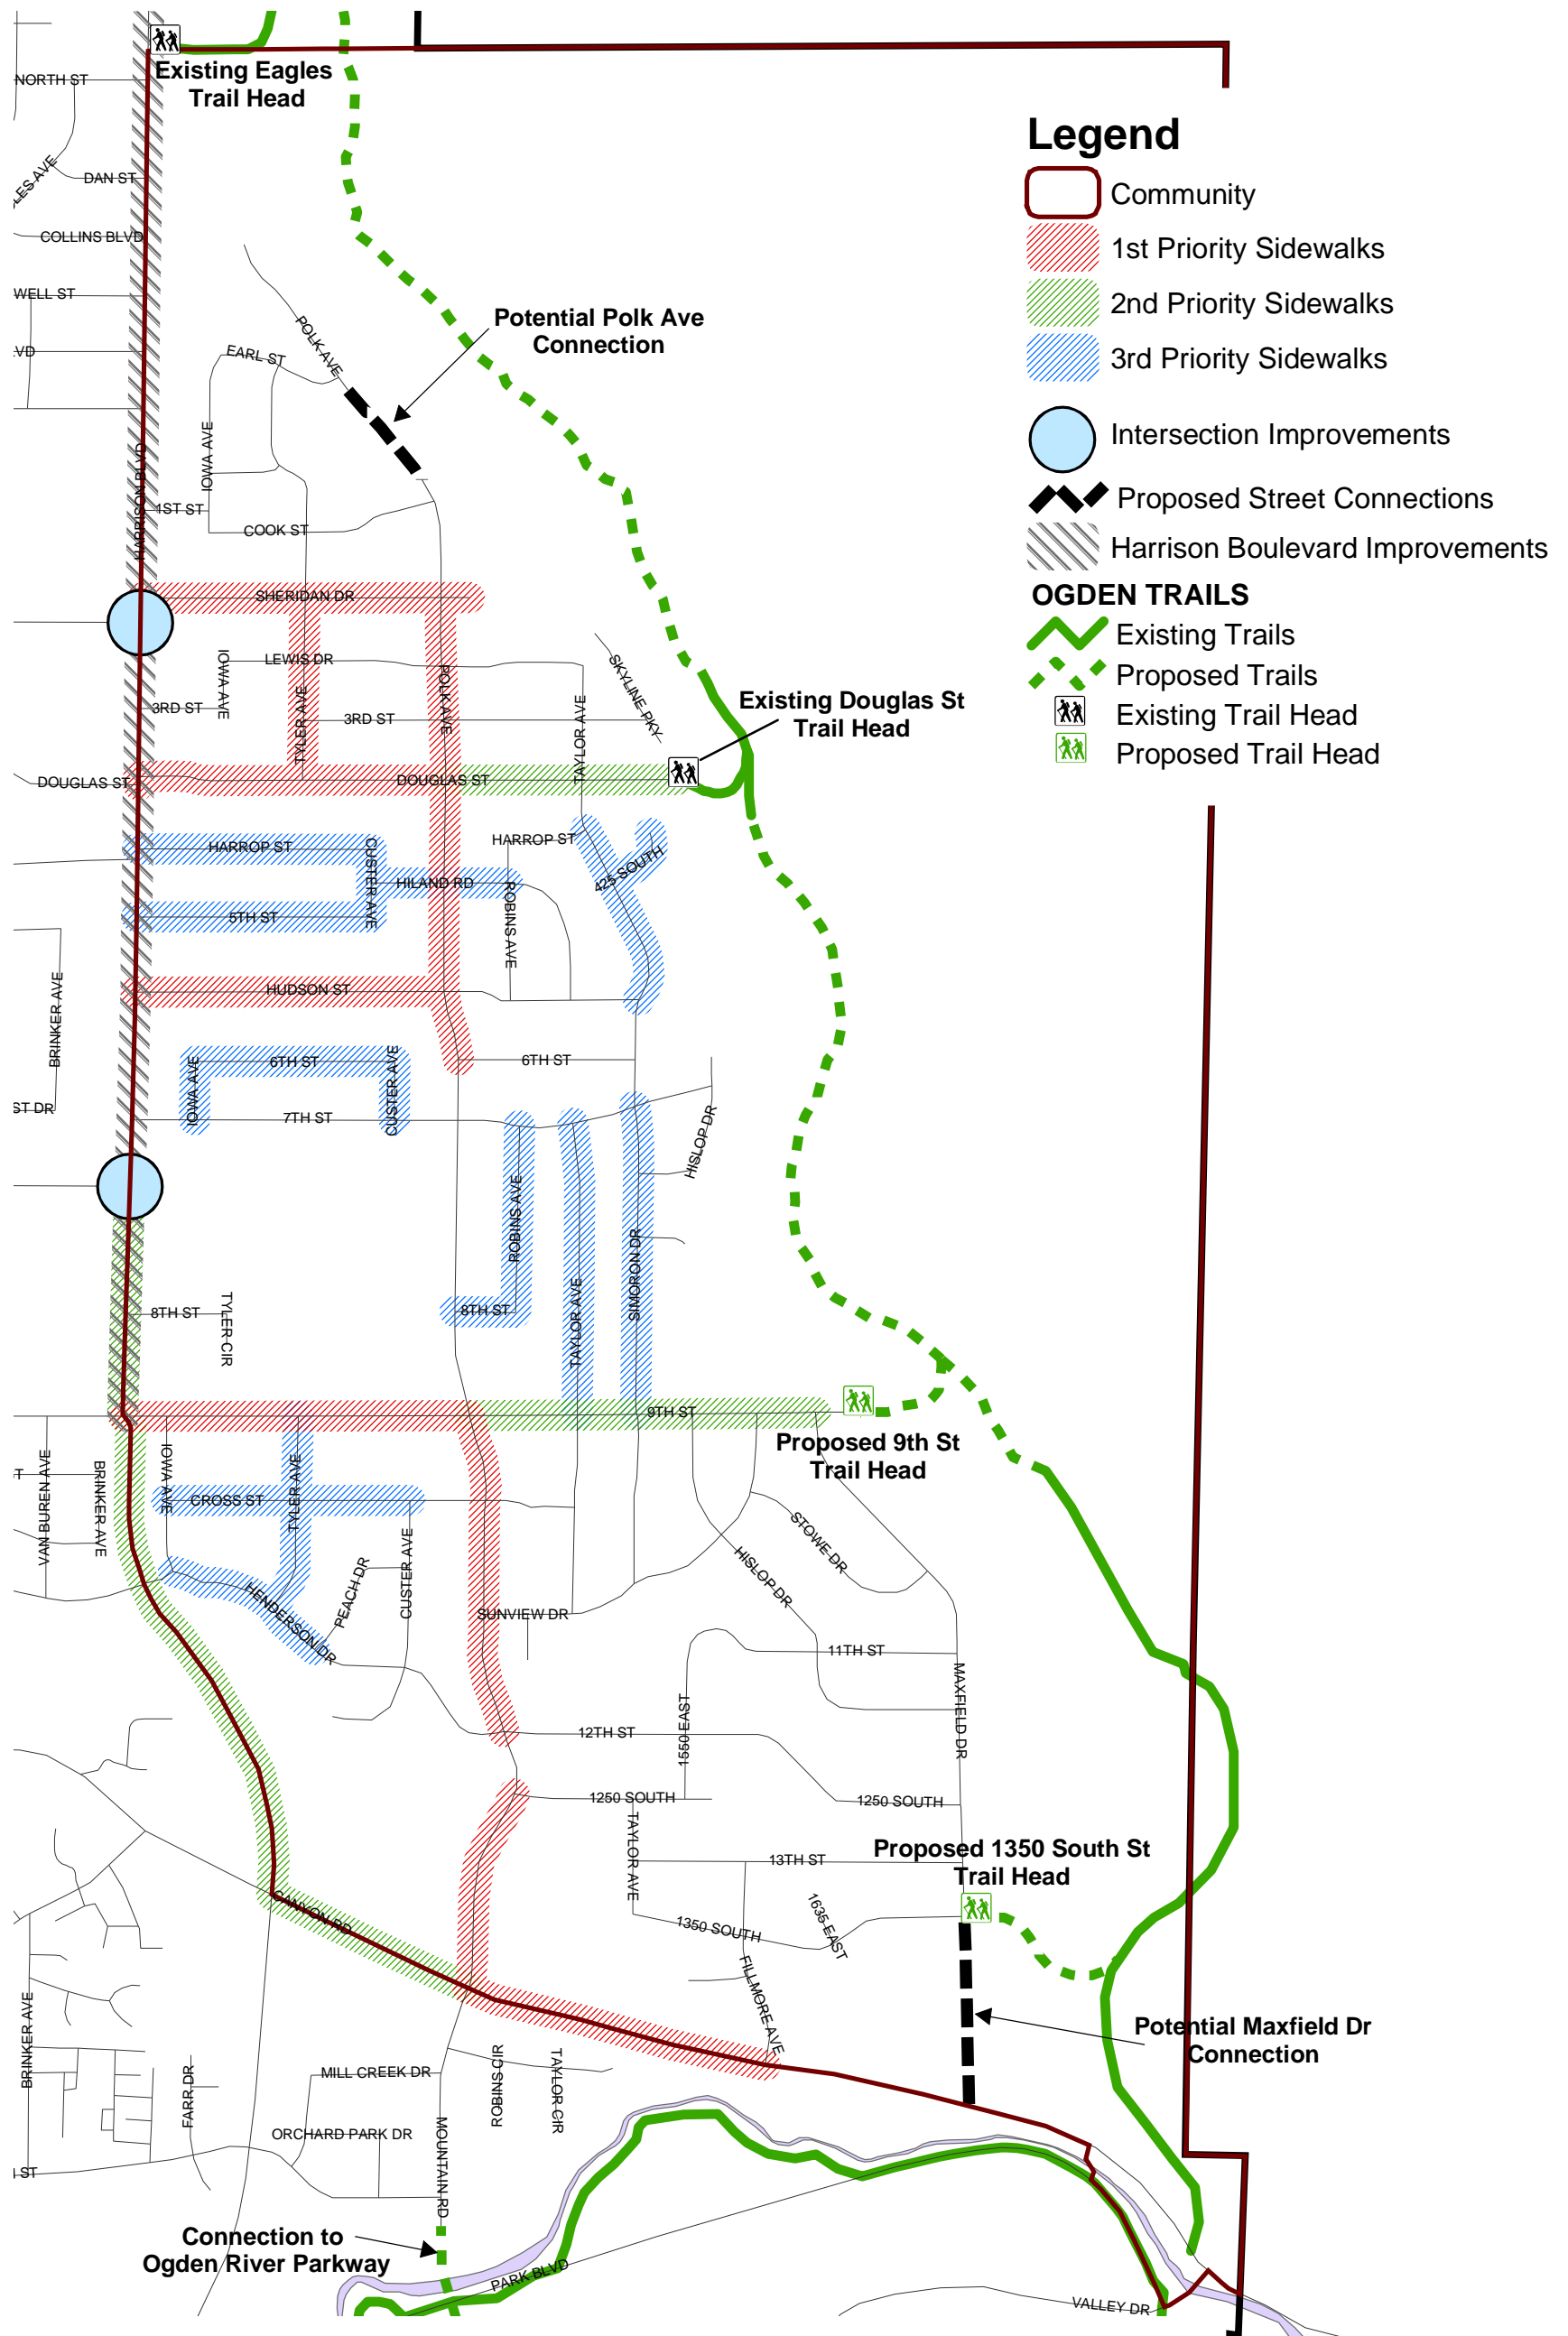 Existing Eagles
Trail Head
NORTH ST
LES AVE
DAN ST
COLLINS BLVD
WELL ST
VD
Legend
Community
1st Priority Sidewalks
2nd Priority Sidewalks
3rd Priority Sidewalks
Intersection Improvements
Proposed Street Connections
Harrison Boulevard Improvements
OGDEN TRAILS
Existing Trails
Proposed Trails
Existing Trail Head
Proposed Trail Head
Potential Polk Ave
Connection
POLK AVE
EARL ST
IOWA AVE
HARRISON BLVD
1ST ST
COOK ST
SHERIDAN DR
IOWA AVE
LEWIS DR
POLK AVE
SKYLINE PKY
TYLER AVE
3RD ST
3RD ST
TAYLOR AVE
Existing Douglas St
Trail Head
DOUGLAS ST
DOUGLAS ST
HARROP ST
CUSTER AVE
HARROP ST
425 SOUTH
HILAND RD
ROBINS AVE
5TH ST
HUDSON ST
BRINKER AVE
IOWA AVE
6TH ST
CUSTER AVE
6TH ST
ST DR
7TH ST
HISLOP DR
ROBINS AVE
SIMORON DR
TAYLOR AVE
8TH ST
TYLER CIR
8TH ST
9TH ST
Proposed 9th St
Trail Head
VAN BUREN AVE
BRINKER AVE
IOWA AVE
TYLER AVE
CROSS ST
CUSTER AVE
PEACH DR
HENDERSON DR
SUNVIEW DR
STOWE DR
HISLOP DR
11TH ST
MAXFIELD DR
12TH ST
1550 EAST
1250 SOUTH
1250 SOUTH
TAYLOR AVE
13TH ST
Proposed 1350 South St
Trail Head
1350 SOUTH
1635 EAST
FILLMORE AVE
CANYON RD
Potential Maxfield Dr
Connection
BRINKER AVE
FARR DR
MILL CREEK DR
ROBINS CIR
TAYLOR CIR
ORCHARD PARK DR
MOUNTAIN RD
ST
Connection to
Ogden River Parkway
PARK BLVD
VALLEY DR